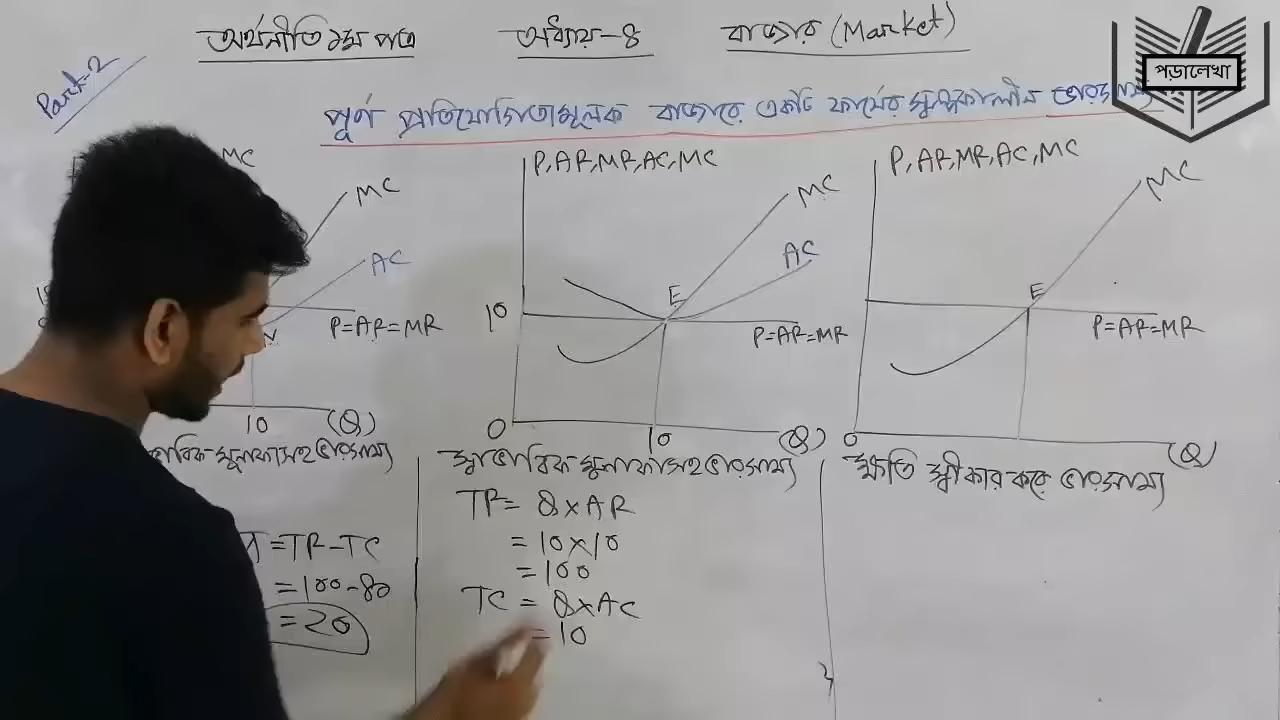 অর্থনীতি ১ম পত্র অধ্যায়-৪ বাজার (Market)
পড়ালেখা
Part-2
পূর্ণ প্রতিযোগিতামূলক বাজারে একটি ফার্মের স্বল্পকালীন ভারসাম্য
MC
MC
AC
P=AR=MR
N
10
(Q)
P,AR,MR,AC,MC
MC
AC
E
10
P=AR=MR
0
10
(Q)
P,AR,MR,AC,MC
MC
E
P=AR=MR
0
(Q)
মুনাফাসহ ভারসাম্য
=TR-TC
=100-80
=20
স্বাভাবিক মুনাফাসহ ভারসাম্য
TR= Q×AR
=10×10
=100
TC = Q×AC
=10
ক্ষতি স্বীকার করে ভারসাম্য